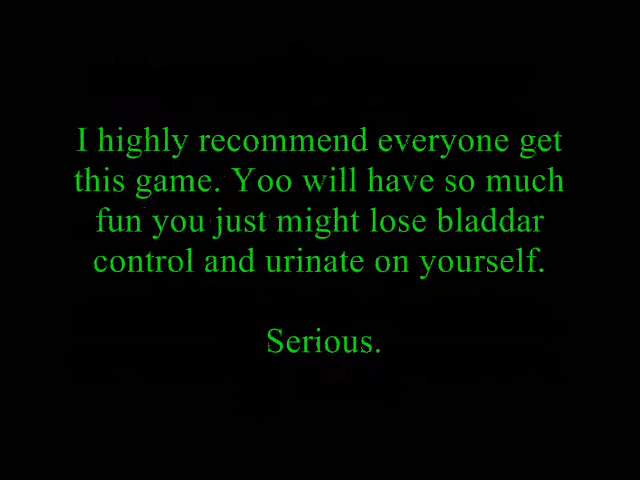 I highly recommend everyone get
this game. Yoo will have so much
fun you just might lose bladdar
control and urinate on yourself.
Serious.